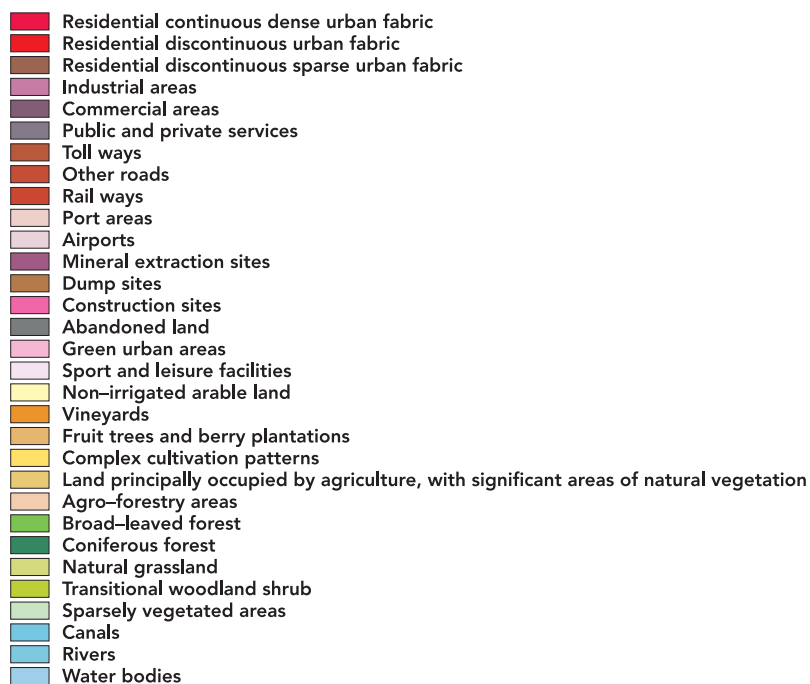 Residential continuous dense urban fabric
Residential discontinuous urban fabric
Residential discontinuous sparse urban fabric
Industrial areas
Commercial areas
Public and private services
Toll ways
Other roads
Rail ways
Port areas
Airports
Mineral extraction sites
Dump sites
Construction sites
Abandoned land
Green urban areas
Sport and leisure facilities
Non–irrigated arable land
Vineyards
Fruit trees and berry plantations
Complex cultivation patterns
Land principally occupied by agriculture, with significant areas of natural vegetation
Agro–forestry areas
Broad–leaved forest
Coniferous forest
Natural grassland
Transitional woodland shrub
Sparsely vegetated areas
Canals
Rivers
Water bodies